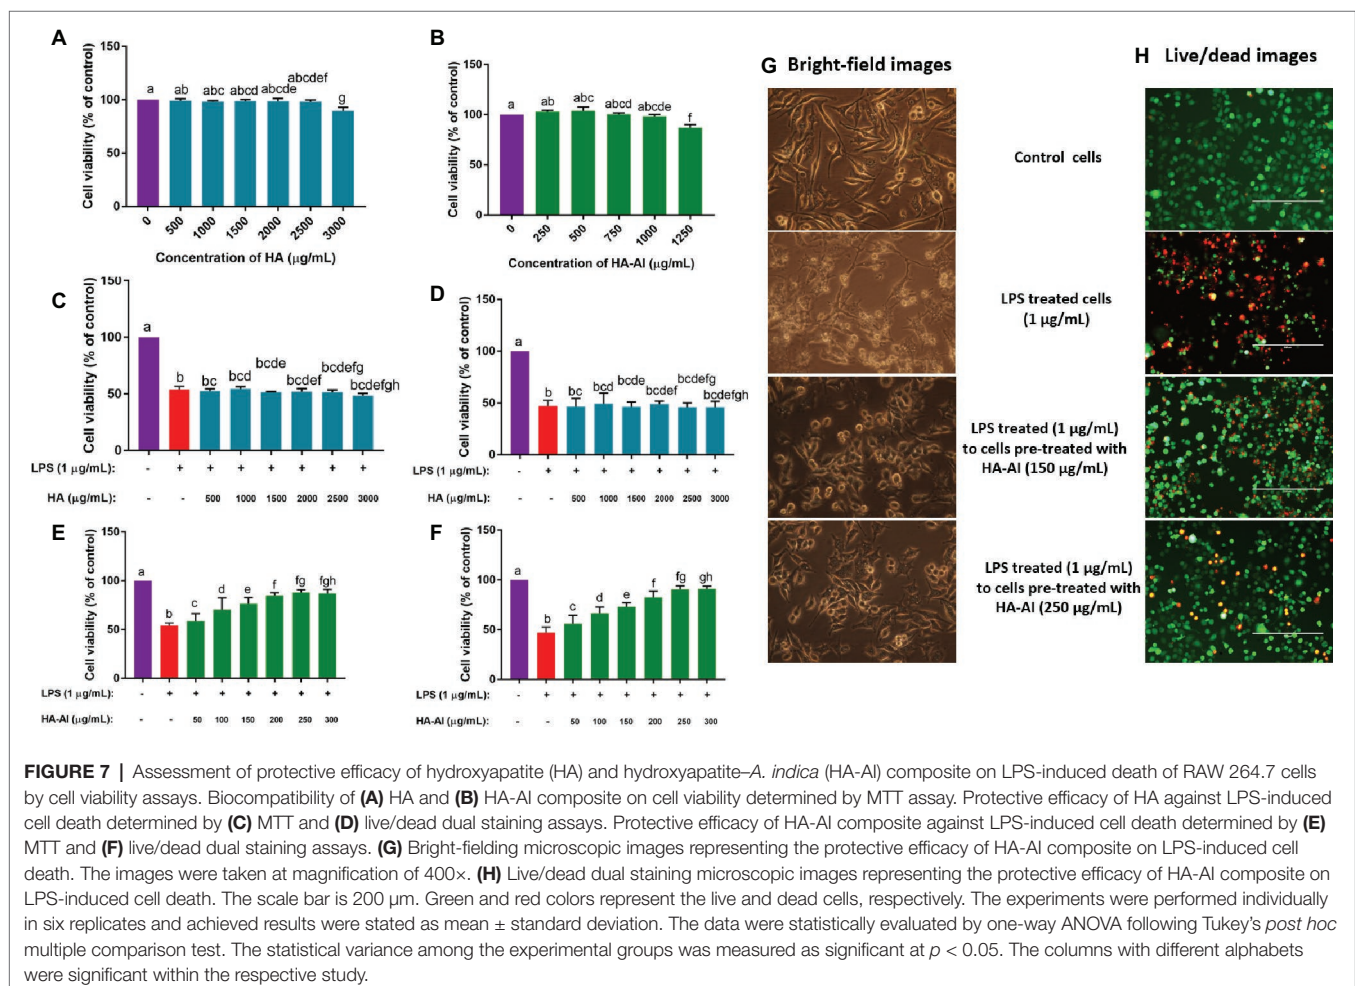 A
Cell viability (% of control)
150
100
50
0
a ab abc abcd abcde abcdef g
0 500 1000 1500 2000 2500 3000
Concentration of HA (µg/mL)
B
Cell viability (% of control)
150
100
50
0
a ab abc abcd abcde f
0 250 500 750 1000 1250
Concentration of HA-AI (µg/mL)
C
Cell viability (% of control)
150
100
50
0
a b bc bcd bcde bcdef bcdefg bcdefgh
LPS (1 µg/mL): - + + + + + + +
HA (µg/mL): - - 500 1000 1500 2000 2500 3000
D
Cell viability (% of control)
150
100
50
0
a b bc bcd bcde bcdef bcdefg bcdefgh
LPS (1 µg/mL): - + + + + + + +
HA (µg/mL): - - 500 1000 1500 2000 2500 3000
E
Cell viability (% of control)
150
100
50
0
a b c d e f fg fgh
LPS (1 µg/mL): - + + + + + + +
HA-AI (µg/mL): - - 50 100 150 200 250 300
F
Cell viability (% of control)
150
100
50
0
a b c d e f fg gh
LPS (1 µg/mL): - + + + + + + +
HA-AI (µg/mL): - - 50 100 150 200 250 300
G Bright-field images
H Live/dead images
Control cells
LPS treated cells
(1 µg/mL)
LPS treated (1 µg/mL)
to cells pre-treated with
HA-AI (150 µg/mL)
LPS treated (1 µg/mL)
to cells pre-treated with
HA-AI (250 µg/mL)
FIGURE 7 | Assessment of protective efficacy of hydroxyapatite (HA) and hydroxyapatite–A. indica (HA-AI) composite on LPS-induced death of RAW 264.7 cells
by cell viability assays. Biocompatibility of (A) HA and (B) HA-AI composite on cell viability determined by MTT assay. Protective efficacy of HA against LPS-induced
cell death determined by (C) MTT and (D) live/dead dual staining assays. Protective efficacy of HA-AI composite against LPS-induced cell death determined by (E)
MTT and (F) live/dead dual staining assays. (G) Bright-fielding microscopic images representing the protective efficacy of HA-AI composite on LPS-induced cell
death. The images were taken at magnification of 400×. (H) Live/dead dual staining microscopic images representing the protective efficacy of HA-AI composite on
LPS-induced cell death. The scale bar is 200 µm. Green and red colors represent the live and dead cells, respectively. The experiments were performed individually
in six replicates and achieved results were stated as mean ± standard deviation. The data were statistically evaluated by one-way ANOVA following Tukey's post hoc
multiple comparison test. The statistical variance among the experimental groups was measured as significant at p < 0.05. The columns with different alphabets
were significant within the respective study.